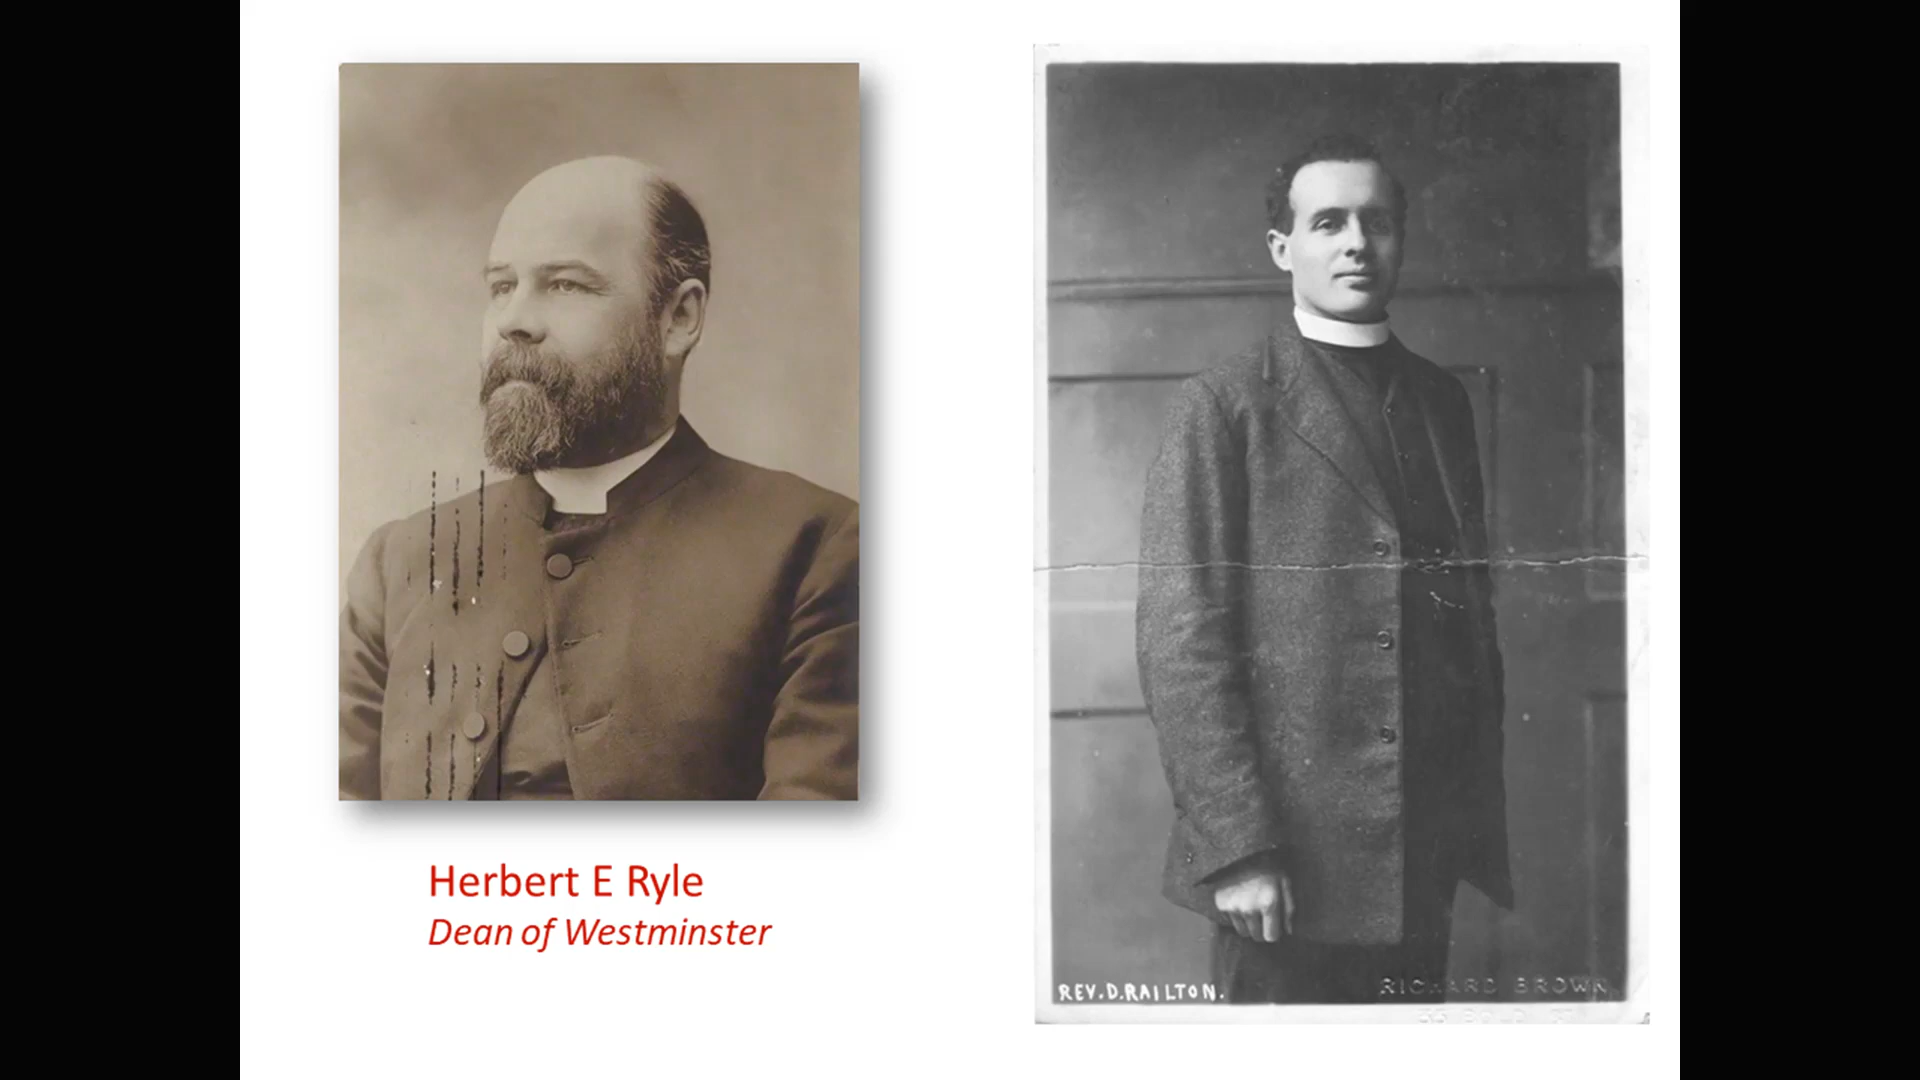 Herbert E Ryle
Dean of Westminster
REV.D.RAILTON.
RICHARD BROWN